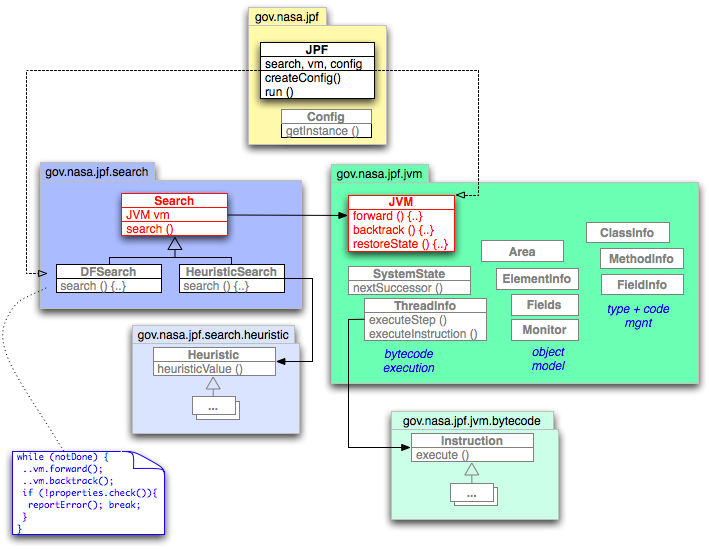 gov.nasa.jpf
JPF
search, vm, config
createConfig()
run ()
Config
getInstance ()
gov.nasa.jpf.search
Search
JVM vm
search ()
DFSearch
search () {..}
HeuristicSearch
search () {..}
gov.nasa.jpf.jvm
JVM
forward () {..}
backtrack () {..}
restoreState () {..}
SystemState
nextSuccessor ()
ThreadInfo
executeStep ()
executeInstruction ()
bytecode
execution
Area
ElementInfo
Fields
Monitor
object
model
ClassInfo
MethodInfo
FieldInfo
type + code
mgnt
gov.nasa.jpf.search.heuristic
Heuristic
heuristicValue ()
...
gov.nasa.jpf.jvm.bytecode
Instruction
execute ()
...
while (notDone) {
..vm.forward();
..vm.backtrack();
if (!properties.check()){
reportError(); break;
}
}